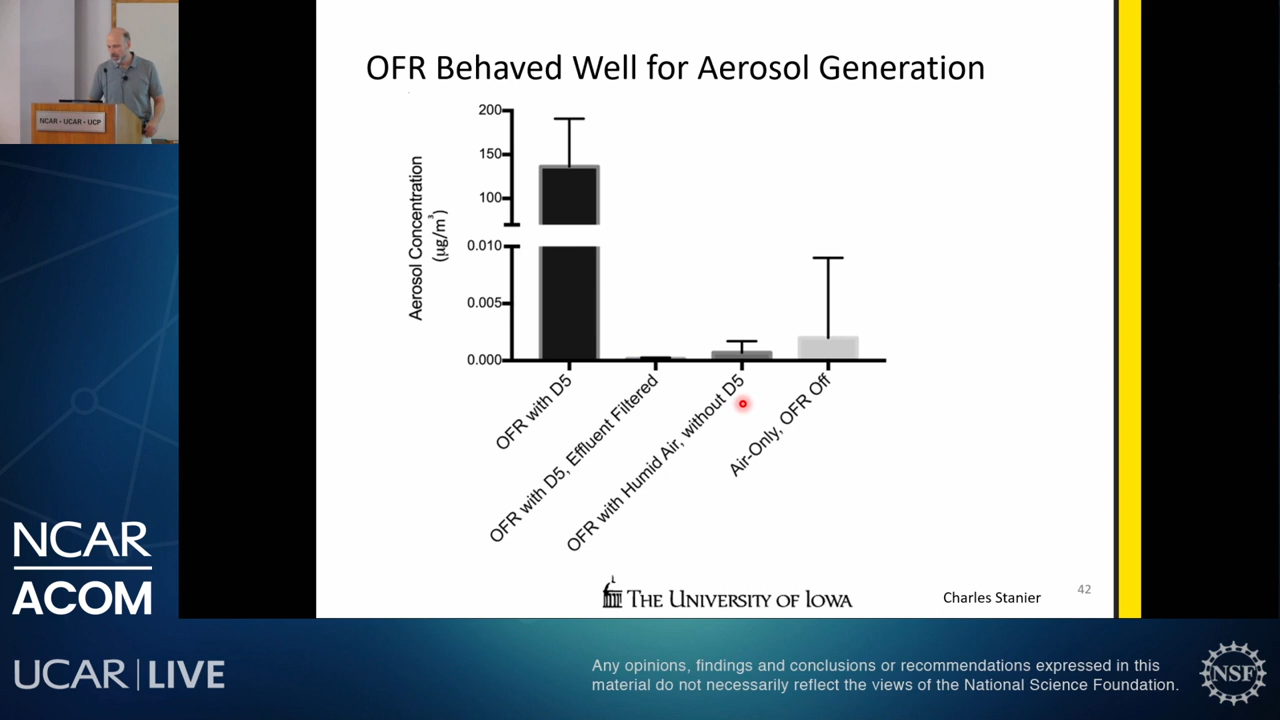 NCAR • UCAR • UCP
OFR Behaved Well for Aerosol Generation
Aerosol Concentration
(µg/m³)
200
150
100
0.010
0.005
0.000
OFR with D5
OFR with D5, Effluent Filtered
OFR with Humid Air, without D5
Air-Only, OFR Off
THE UNIVERSITY OF IOWA
Charles Stanier
42
NCAR
ACOM
UCAR | LIVE
Any opinions, findings and conclusions or recommendations expressed in this
material do not necessarily reflect the views of the National Science Foundation.
NSF